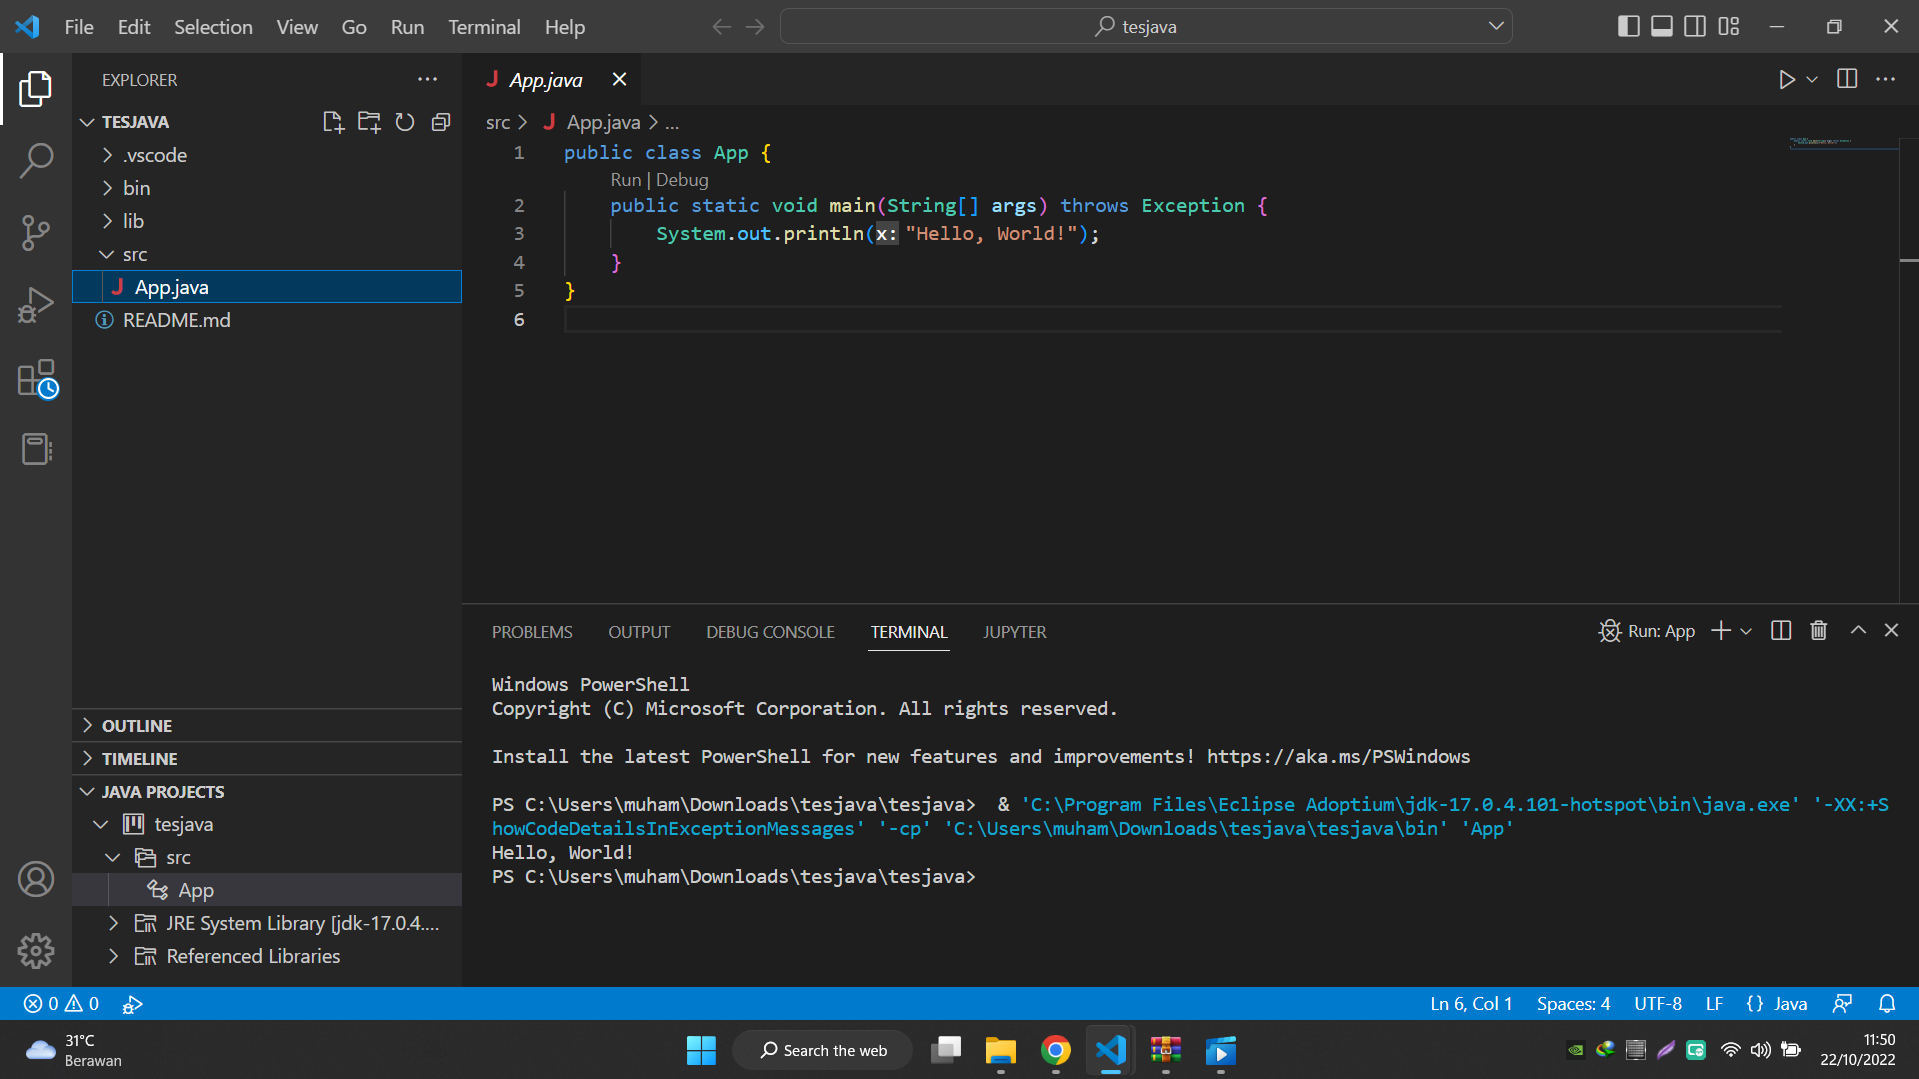 File Edit Selection View Go Run Terminal Help
tesjava
EXPLORER
TESJAVA
.vscode
bin
lib
src
J App.java
README.md
OUTLINE
TIMELINE
JAVA PROJECTS
tesjava
src
App
JRE System Library [jdk-17.0.4....
Referenced Libraries
J App.java
src > J App.java > ...
1 public class App {
Run | Debug
2 public static void main(String[] args) throws Exception {
3 System.out.println(x: "Hello, World!");
4 }
5 }
6
PROBLEMS OUTPUT DEBUG CONSOLE TERMINAL JUPYTER
Run: App
Windows PowerShell
Copyright (C) Microsoft Corporation. All rights reserved.
Install the latest PowerShell for new features and improvements! https://aka.ms/PSWindows
PS C:\Users\muham\Downloads\tesjava\tesjava>  & 'C:\Program Files\Eclipse Adoptium\jdk-17.0.4.101-hotspot\bin\java.exe' '-XX:+S
howCodeDetailsInExceptionMessages' '-cp' 'C:\Users\muham\Downloads\tesjava\tesjava\bin' 'App'
Hello, World!
PS C:\Users\muham\Downloads\tesjava\tesjava>
0 0
Ln 6, Col 1 Spaces: 4 UTF-8 LF {} Java
31°C
Berawan
Search the web
11:50
22/10/2022